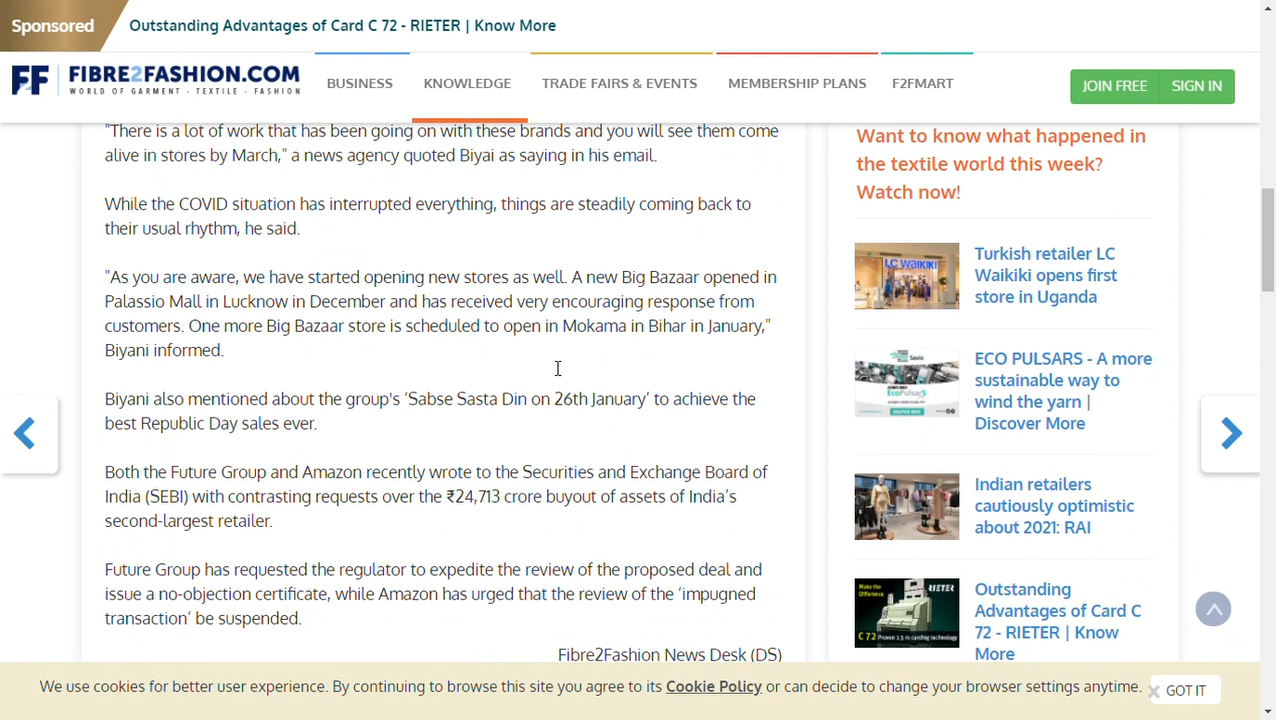 Sponsored
Outstanding Advantages of Card C 72 - RIETER | Know More
FF
FIBRE2FASHION.COM
WORLD OF GARMENT - TEXTILE - FASHION
BUSINESS
KNOWLEDGE
TRADE FAIRS & EVENTS
MEMBERSHIP PLANS
F2FMART
JOIN FREE
SIGN IN
"There is a lot of work that has been going on with these brands and you will see them come
alive in stores by March," a news agency quoted Biyai as saying in his email.
While the COVID situation has interrupted everything, things are steadily coming back to
their usual rhythm, he said.
"As you are aware, we have started opening new stores as well. A new Big Bazaar opened in
Palassio Mall in Lucknow in December and has received very encouraging response from
customers. One more Big Bazaar store is scheduled to open in Mokama in Bihar in January,"
Biyani informed.
Biyani also mentioned about the group's ‘Sabse Sasta Din on 26th January’ to achieve the
best Republic Day sales ever.
Both the Future Group and Amazon recently wrote to the Securities and Exchange Board of
India (SEBI) with contrasting requests over the ₹24,713 crore buyout of assets of India’s
second-largest retailer.
Future Group has requested the regulator to expedite the review of the proposed deal and
issue a no-objection certificate, while Amazon has urged that the review of the ‘impugned
transaction’ be suspended.
Fibre2Fashion News Desk (DS)
Want to know what happened in
the textile world this week?
Watch now!
LC WAIKIKI
Turkish retailer LC
Waikiki opens first
store in Uganda
Savio
EcoPulsarS
ECO PULSARS - A more
sustainable way to
wind the yarn |
Discover More
Indian retailers
cautiously optimistic
about 2021: RAI
Make the
Difference
RIETER
C 72 Proven 1.5 m carding technology
Outstanding
Advantages of Card C
72 - RIETER | Know
More
We use cookies for better user experience. By continuing to browse this site you agree to its Cookie Policy or can decide to change your browser settings anytime.
GOT IT